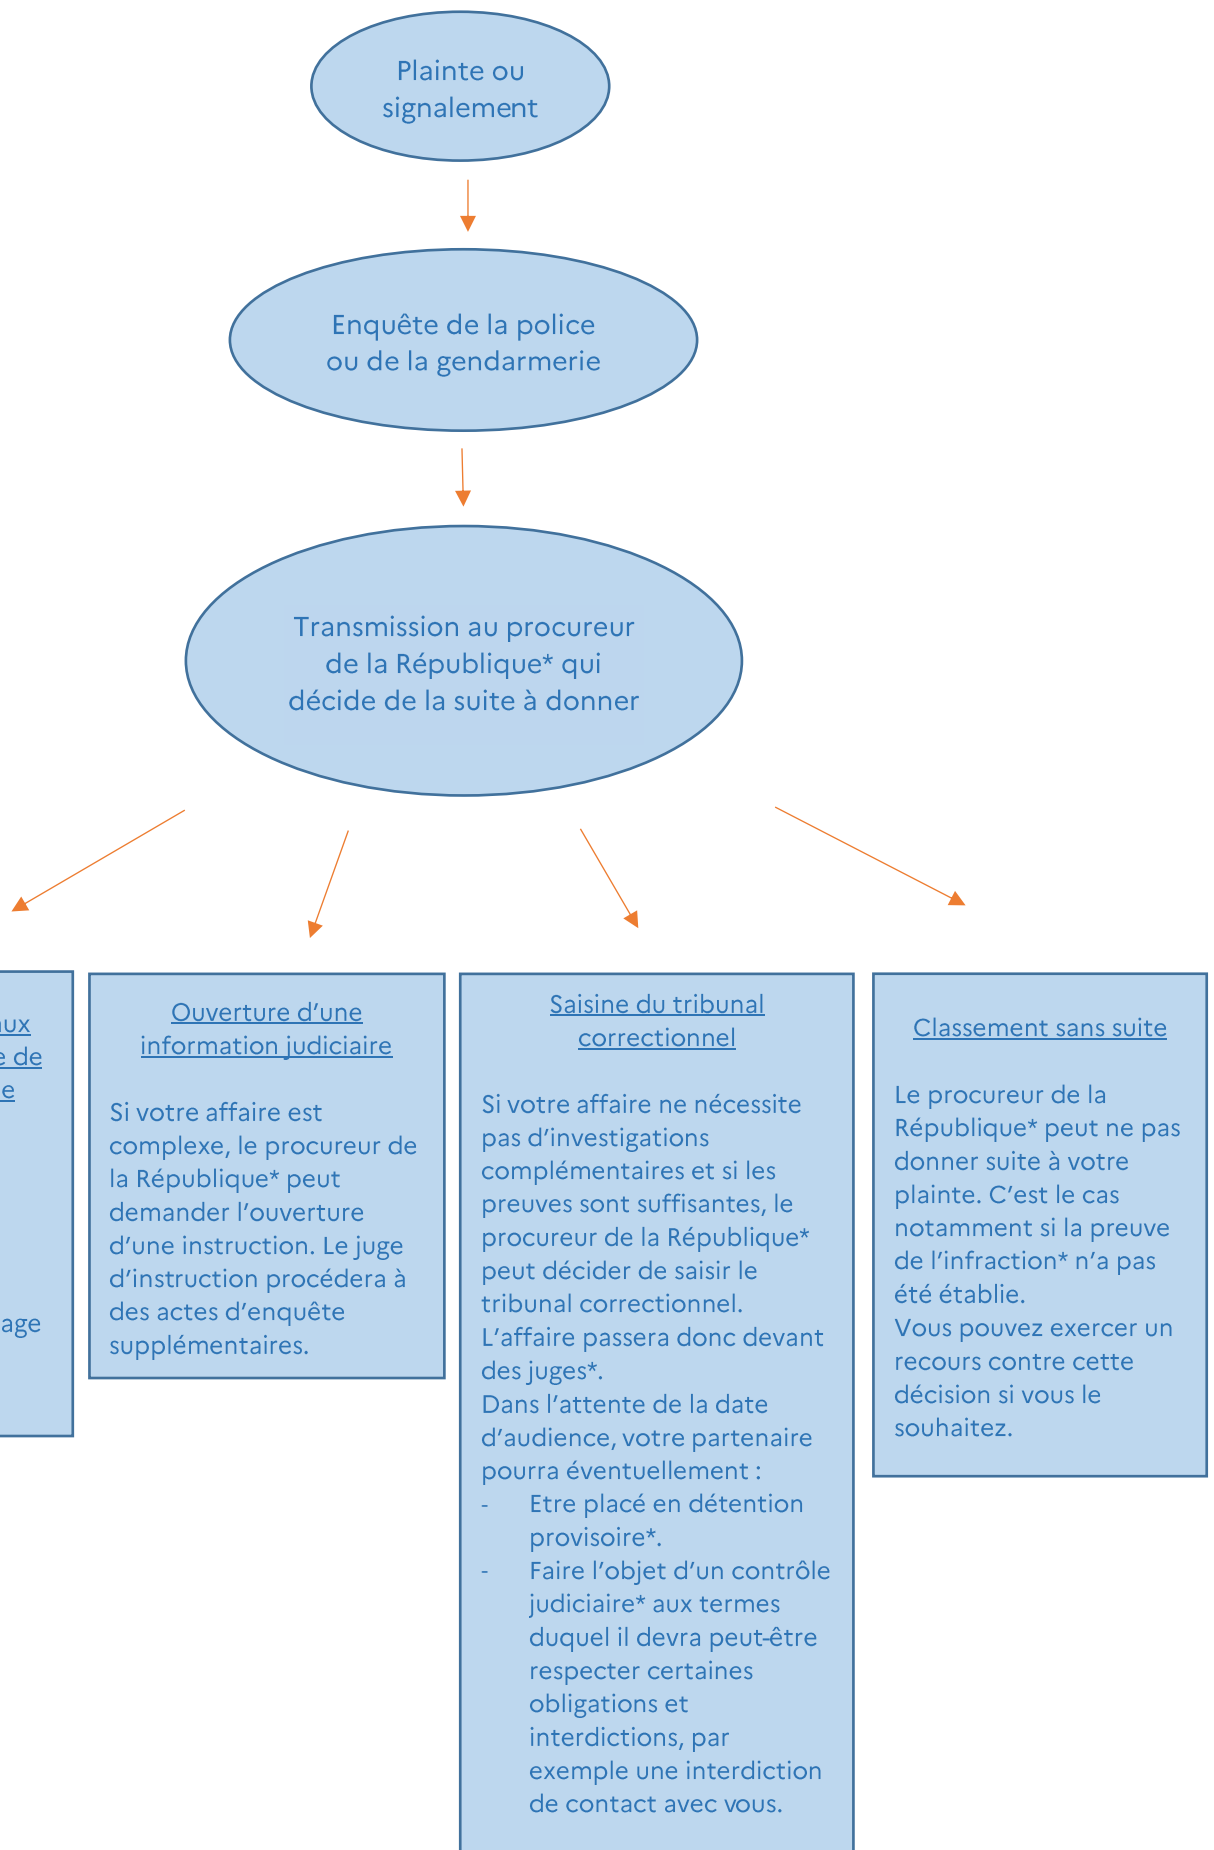 Plainte ou
signalement
Enquête de la police
ou de la gendarmerie
Transmission au procureur
de la République* qui
décide de la suite à donner
de
Ouverture d’une
information judiciaire
Si votre affaire est
complexe, le procureur de
la République* peut
demander l’ouverture
d’une instruction. Le juge
d’instruction procédera à
des actes d’enquête
supplémentaires.
Saisine du tribunal
correctionnel
Si votre affaire ne nécessite
pas d’investigations
complémentaires et si les
preuves sont suffisantes, le
procureur de la République*
peut décider de saisir le
tribunal correctionnel.
L’affaire passera donc devant
des juges*.
Dans l’attente de la date
d’audience, votre partenaire
pourra éventuellement :
- Etre placé en détention
provisoire*.
- Faire l’objet d’un contrôle
judiciaire* aux termes
duquel il devra peut-être
respecter certaines
obligations et
interdictions, par
exemple une interdiction
de contact avec vous.
Classement sans suite
Le procureur de la
République* peut ne pas
donner suite à votre
plainte. C’est le cas
notamment si la preuve
de l’infraction* n’a pas
été établie.
Vous pouvez exercer un
recours contre cette
décision si vous le
souhaitez.